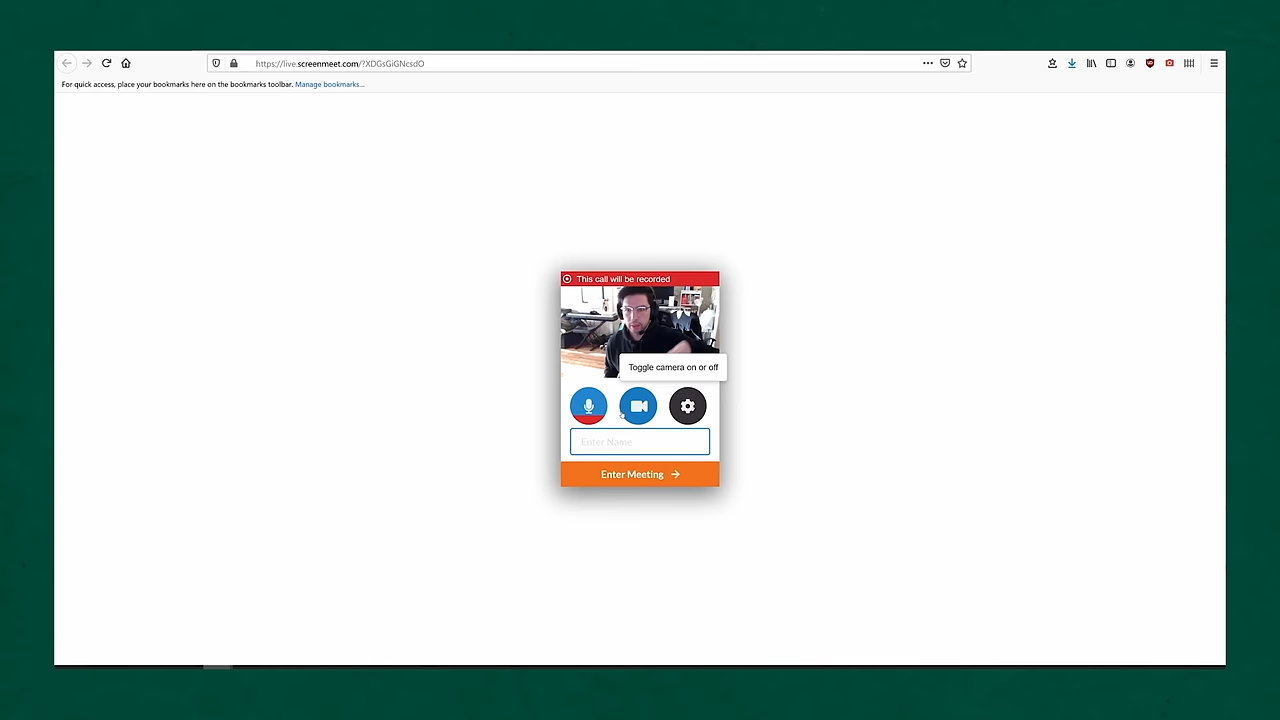 https://live.screenmeet.com/?XDGsGiGNcsdO
For quick access, place your bookmarks here on the bookmarks toolbar. Manage bookmarks...
This call will be recorded
Toggle camera on or off
Enter Name
Enter Meeting